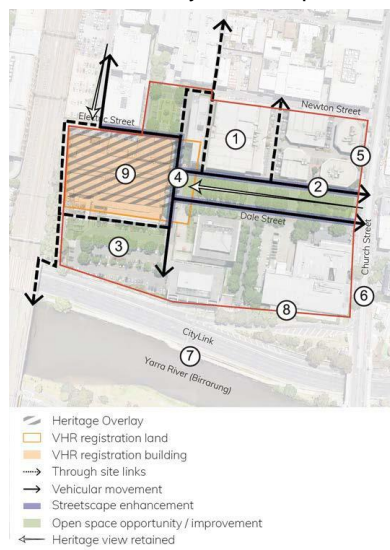 Newton Street
Electric Street
1
5
9
4
2
Dale Street
3
Church Street
6
8
CityLink
7
Yarra River (Birrarung)
Heritage Overlay
VHR registration land
VHR registration building
Through site links
Vehicular movement
Streetscape enhancement
Open space opportunity / improvement
Heritage view retained